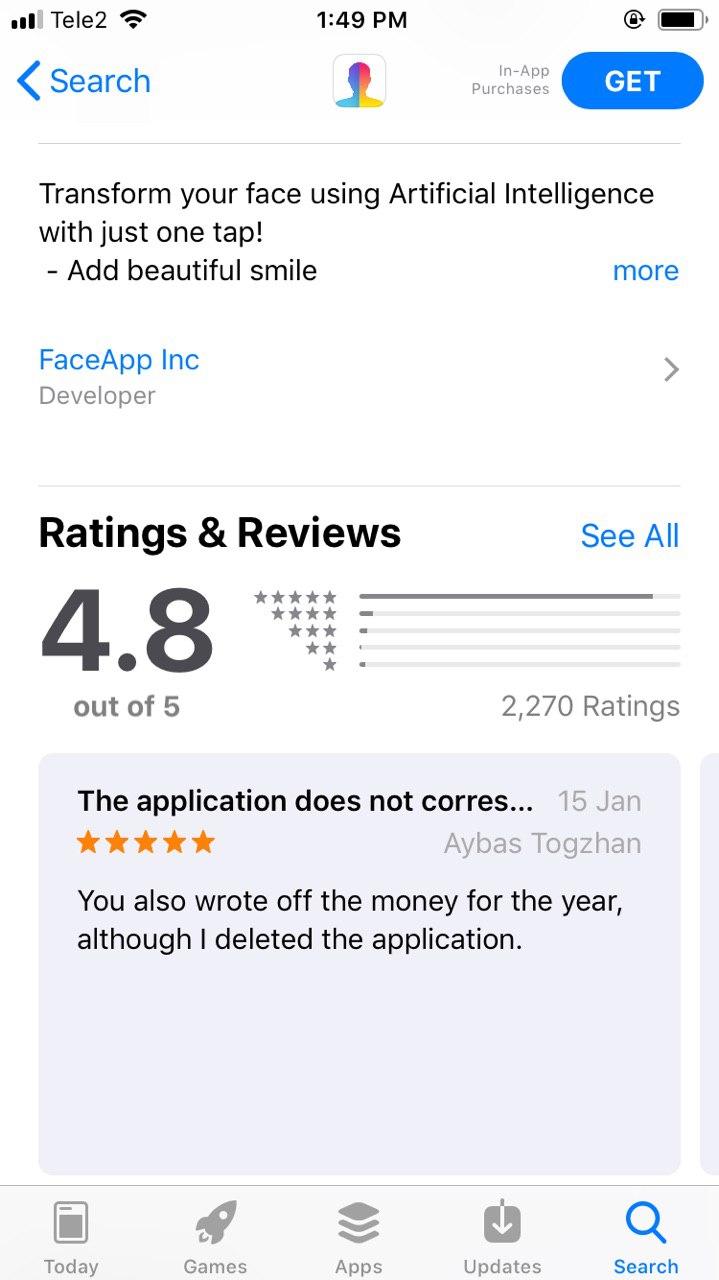 Tele2
1:49 PM
Search
In-App
Purchases
GET
Transform your face using Artificial Intelligence
with just one tap!
- Add beautiful smile
more
FaceApp Inc
Developer
Ratings & Reviews
See All
4.8
out of 5
2,270 Ratings
The application does not corres...
15 Jan
Aybas Togzhan
You also wrote off the money for the year,
although I deleted the application.
Today
Games
Apps
Updates
Search